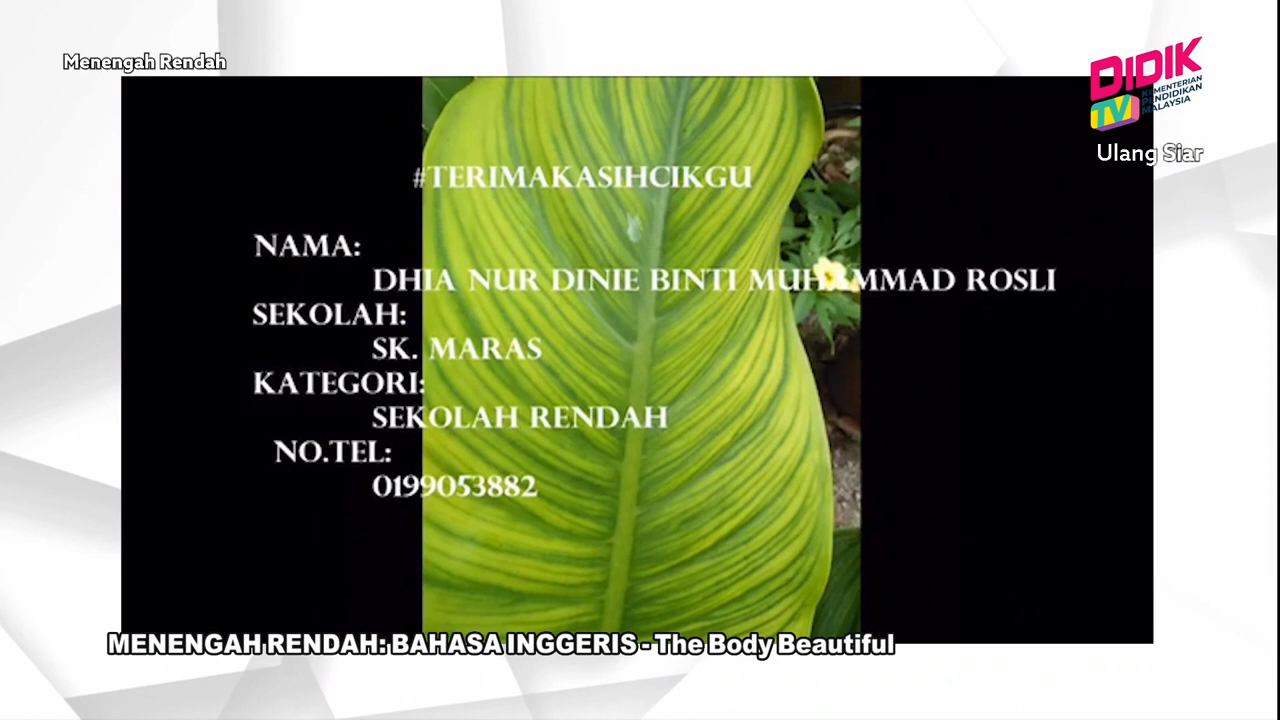 Menengah Rendah
DIDIK
TV
KEMENTERIAN
PENDIDIKAN
MALAYSIA
Ulang Siar
#TERIMAKASIHCIKGU
NAMA:
DHIA NUR DINIE BINTI MUHAMMAD ROSLI
SEKOLAH:
SK. MARAS
KATEGORI:
SEKOLAH RENDAH
NO.TEL:
0199053882
MENENGAH RENDAH: BAHASA INGGERIS - The Body Beautiful